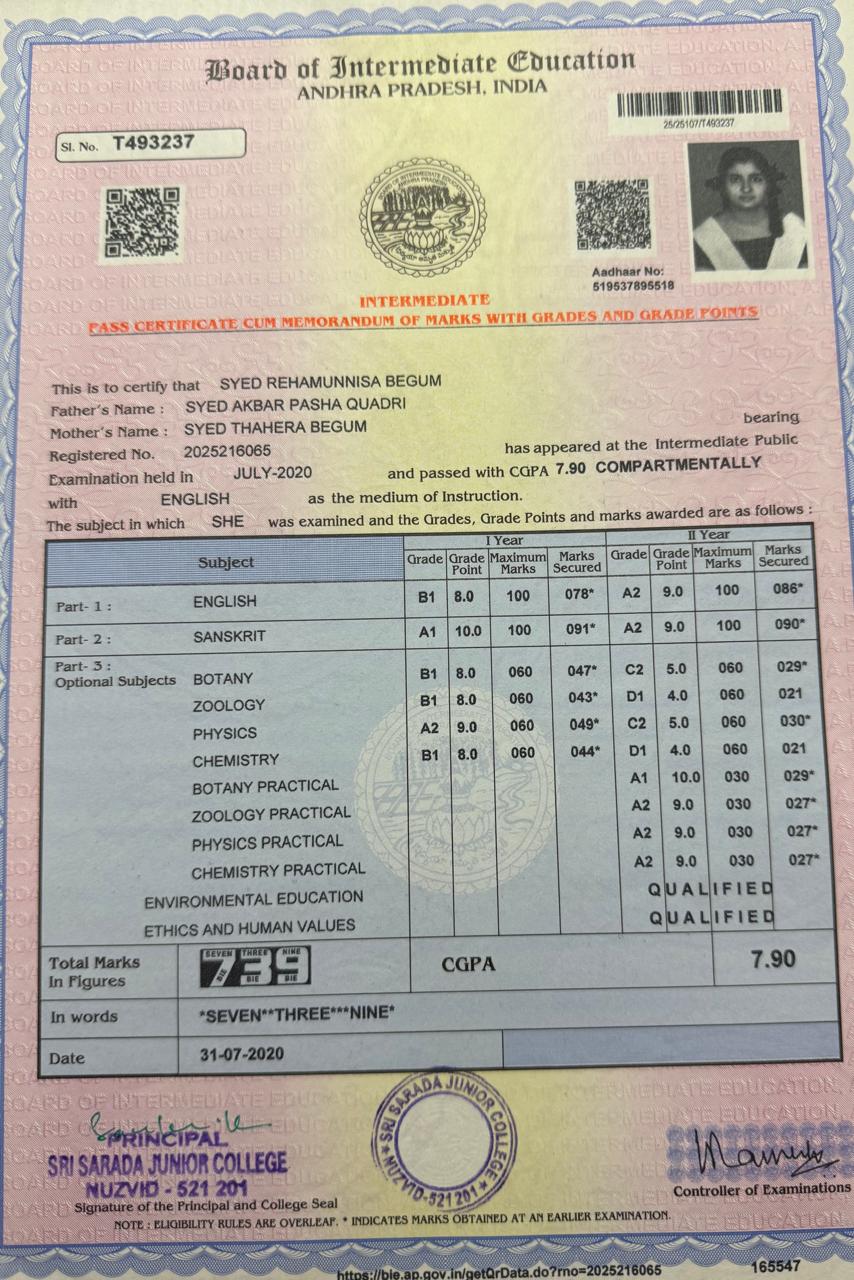 Board of Intermediate Education
ANDHRA PRADESH, INDIA
25/25107/T493237
Sl. No. T493237
Aadhaar No:
519537895518
INTERMEDIATE
PASS CERTIFICATE CUM MEMORANDUM OF MARKS WITH GRADES AND GRADE POINTS
This is to certify that SYED REHAMUNNISA BEGUM
Father's Name : SYED AKBAR PASHA QUADRI
Mother's Name : SYED THAHERA BEGUM bearing
Registered No. 2025216065 has appeared at the Intermediate Public
Examination held in JULY-2020 and passed with CGPA 7.90 COMPARTMENTALLY
with ENGLISH as the medium of Instruction.
The subject in which SHE was examined and the Grades, Grade Points and marks awarded are as follows :
Subject I Year II Year
Grade Grade Point Maximum Marks Marks Secured Grade Grade Point Maximum Marks Marks Secured
Part- 1 : ENGLISH B1 8.0 100 078* A2 9.0 100 086*
Part- 2 : SANSKRIT A1 10.0 100 091* A2 9.0 100 090*
Part- 3 :
Optional Subjects BOTANY B1 8.0 060 047* C2 5.0 060 029*
ZOOLOGY B1 8.0 060 043* D1 4.0 060 021
PHYSICS A2 9.0 060 049* C2 5.0 060 030*
CHEMISTRY B1 8.0 060 044* D1 4.0 060 021
BOTANY PRACTICAL A1 10.0 030 029*
ZOOLOGY PRACTICAL A2 9.0 030 027*
PHYSICS PRACTICAL A2 9.0 030 027*
CHEMISTRY PRACTICAL A2 9.0 030 027*
ENVIRONMENTAL EDUCATION QUALIFIED
ETHICS AND HUMAN VALUES QUALIFIED
Total Marks In Figures SEVEN THREE NINE 739 BIE BIE BIE CGPA 7.90
In words *SEVEN**THREE***NINE*
Date 31-07-2020
PRINCIPAL
SRI SARADA JUNIOR COLLEGE
NUZVID - 521 201
SRI SARADA JUNIOR COLLEGE
NUZVID-521 201
Signature of the Principal and College Seal
Controller of Examinations
NOTE : ELIGIBILITY RULES ARE OVERLEAF. * INDICATES MARKS OBTAINED AT AN EARLIER EXAMINATION.
https://bie.ap.gov.in/getQrData.do?rno=2025216065
165547